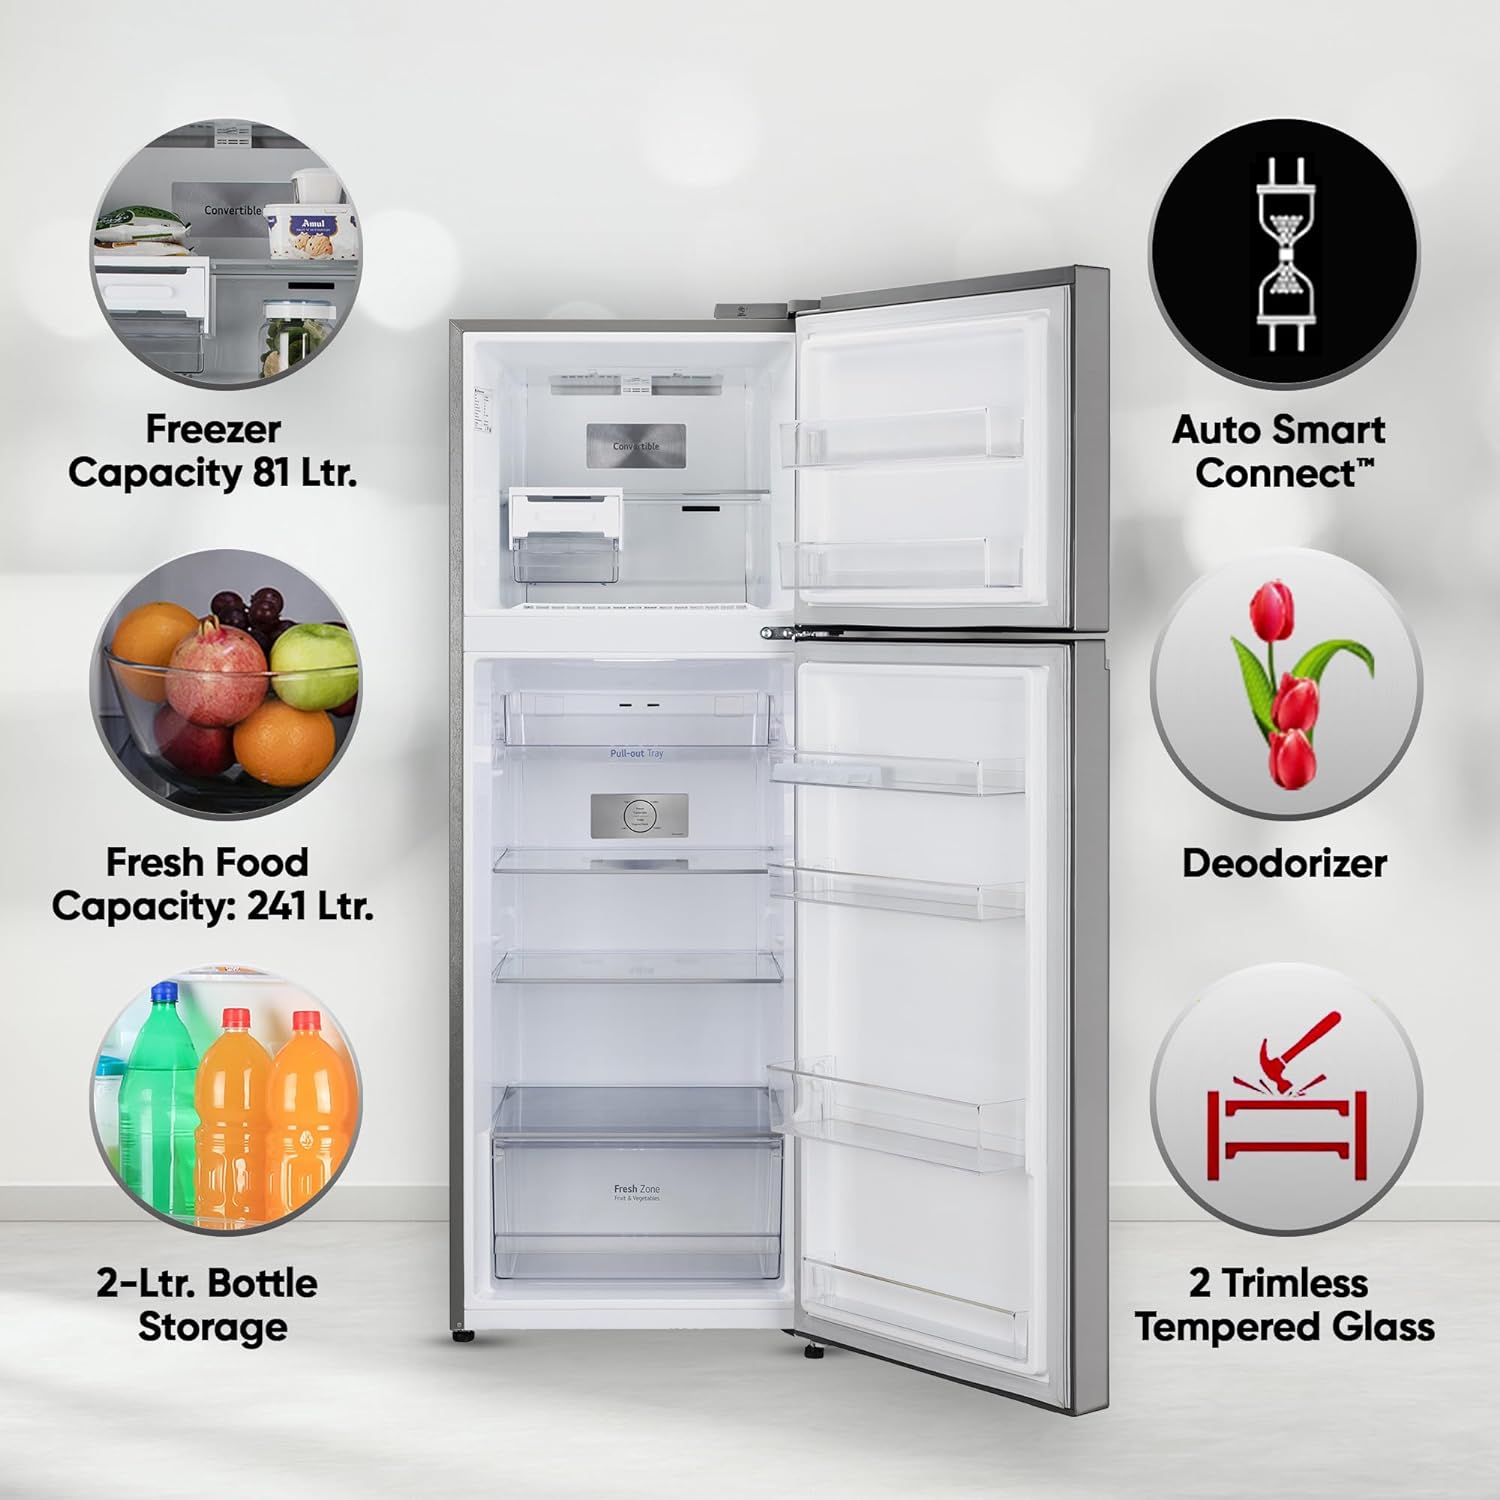 Convertible
Amul
Freezer
Capacity 81 Ltr.
Fresh Food
Capacity: 241 Ltr.
2-Ltr. Bottle
Storage
Convertible
Pull-out Tray
Fresh Zone
Fruit & Vegetables
Auto Smart
Connect™
Deodorizer
2 Trimless
Tempered Glass